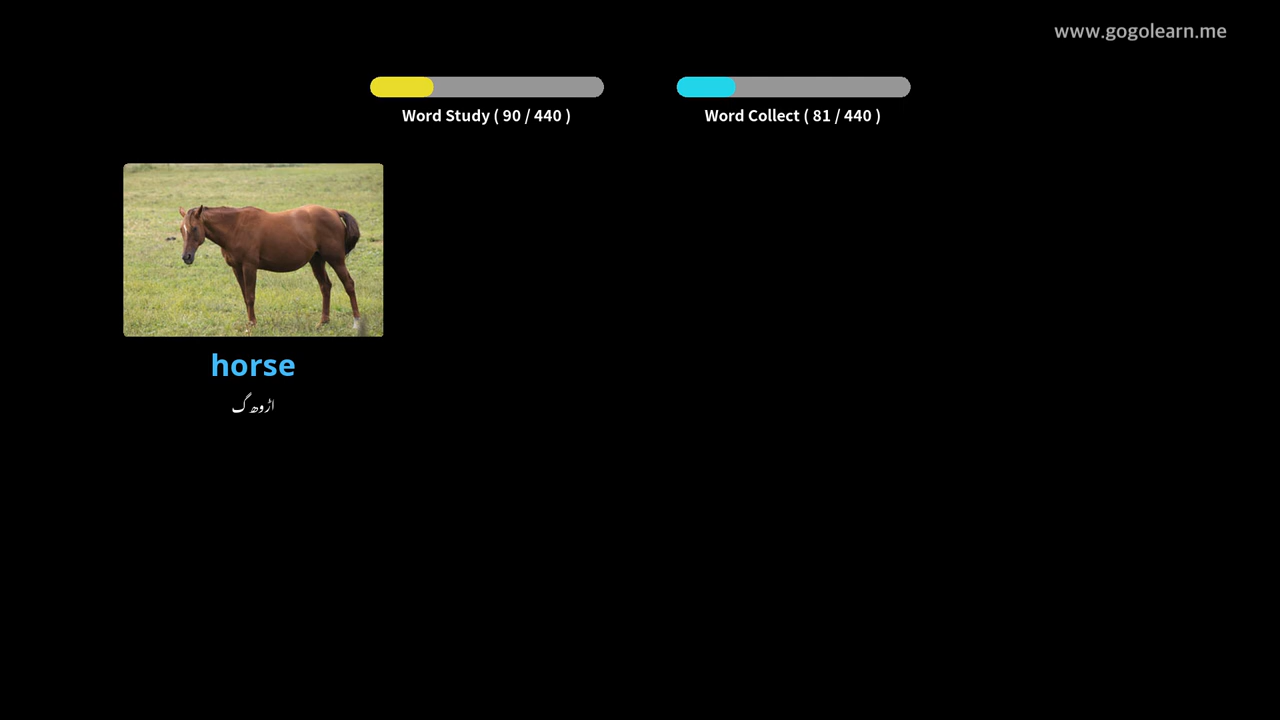 www.gogolearn.me
Word Study ( 90 / 440 )
Word Collect ( 81 / 440 )
horse
اڑوھ گ